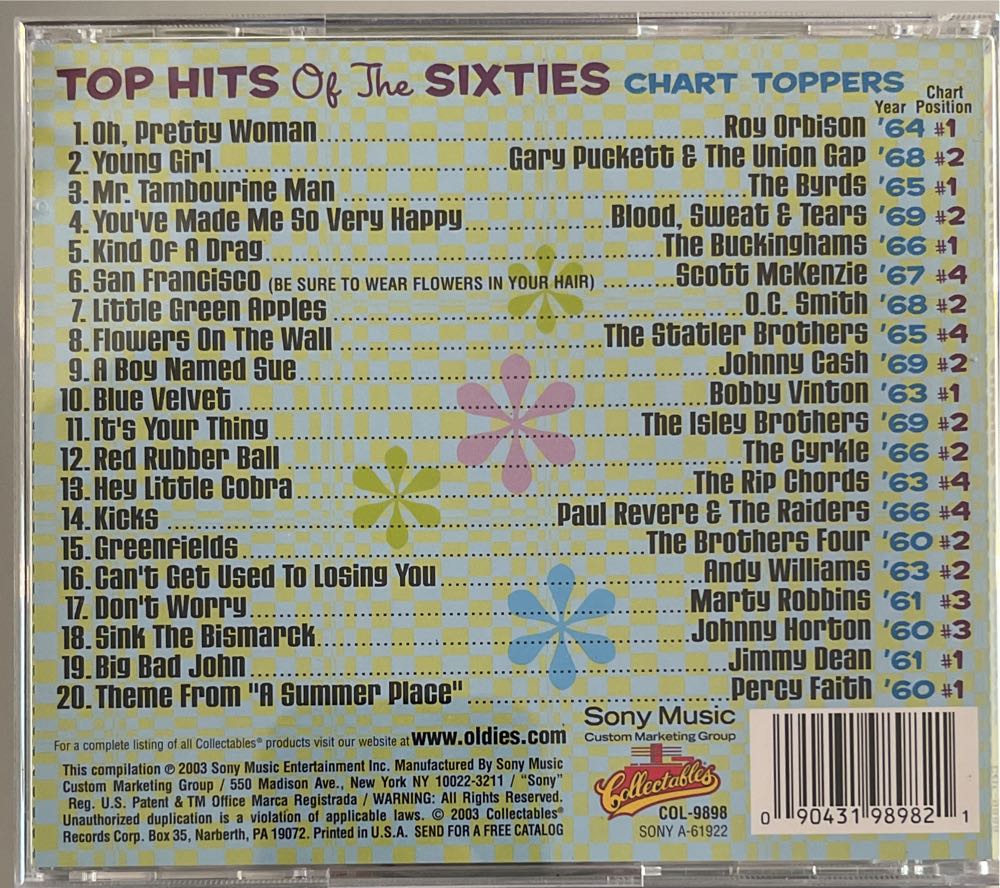 TOP HITS Of The SIXTIES CHART TOPPERS
Year Chart Position
1. Oh, Pretty Woman Roy Orbison '64 #1
2. Young Girl Gary Puckett & The Union Gap '68 #2
3. Mr. Tambourine Man The Byrds '65 #1
4. You've Made Me So Very Happy Blood, Sweat & Tears '69 #2
5. Kind Of A Drag The Buckinghams '66 #1
6. San Francisco (BE SURE TO WEAR FLOWERS IN YOUR HAIR) Scott McKenzie '67 #4
7. Little Green Apples O.C. Smith '68 #2
8. Flowers On The Wall The Statler Brothers '65 #4
9. A Boy Named Sue Johnny Cash '69 #2
10. Blue Velvet Bobby Vinton '63 #1
11. It's Your Thing The Isley Brothers '69 #2
12. Red Rubber Ball The Cyrkle '66 #2
13. Hey Little Cobra The Rip Chords '63 #4
14. Kicks Paul Revere & The Raiders '66 #4
15. Greenfields The Brothers Four '60 #2
16. Can't Get Used To Losing You Andy Williams '63 #2
17. Don't Worry Marty Robbins '61 #3
18. Sink The Bismarck Johnny Horton '60 #3
19. Big Bad John Jimmy Dean '61 #1
20. Theme From "A Summer Place" Percy Faith '60 #1
For a complete listing of all Collectables® products visit our website at www.oldies.com
This compilation ℗ 2003 Sony Music Entertainment Inc. Manufactured By Sony Music
Custom Marketing Group / 550 Madison Ave., New York NY 10022-3211 / "Sony"
Reg. U.S. Patent & TM Office Marca Registrada / WARNING: All Rights Reserved.
Unauthorized duplication is a violation of applicable laws. © 2003 Collectables®
Records Corp. Box 35, Narberth, PA 19072. Printed in U.S.A. SEND FOR A FREE CATALOG
Sony Music
Custom Marketing Group
Collectables
COL-9898
SONY A-61922
0 90431 98982 1